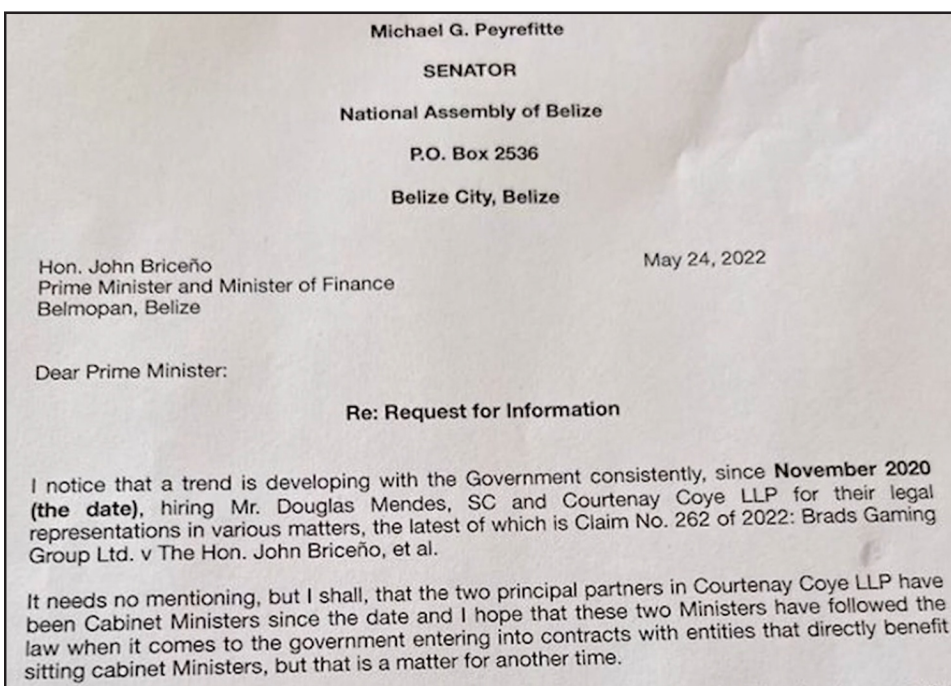 Michael G. Peyrefitte
SENATOR
National Assembly of Belize
P.O. Box 2536
Belize City, Belize
Hon. John Briceño
Prime Minister and Minister of Finance
Belmopan, Belize
May 24, 2022
Dear Prime Minister:
Re: Request for Information
I notice that a trend is developing with the Government consistently, since November 2020
(the date), hiring Mr. Douglas Mendes, SC and Courtenay Coye LLP for their legal
representations in various matters, the latest of which is Claim No. 262 of 2022: Brads Gaming
Group Ltd. v The Hon. John Briceño, et al.
It needs no mentioning, but I shall, that the two principal partners in Courtenay Coye LLP have
been Cabinet Ministers since the date and I hope that these two Ministers have followed the
law when it comes to the government entering into contracts with entities that directly benefit
sitting cabinet Ministers, but that is a matter for another time.